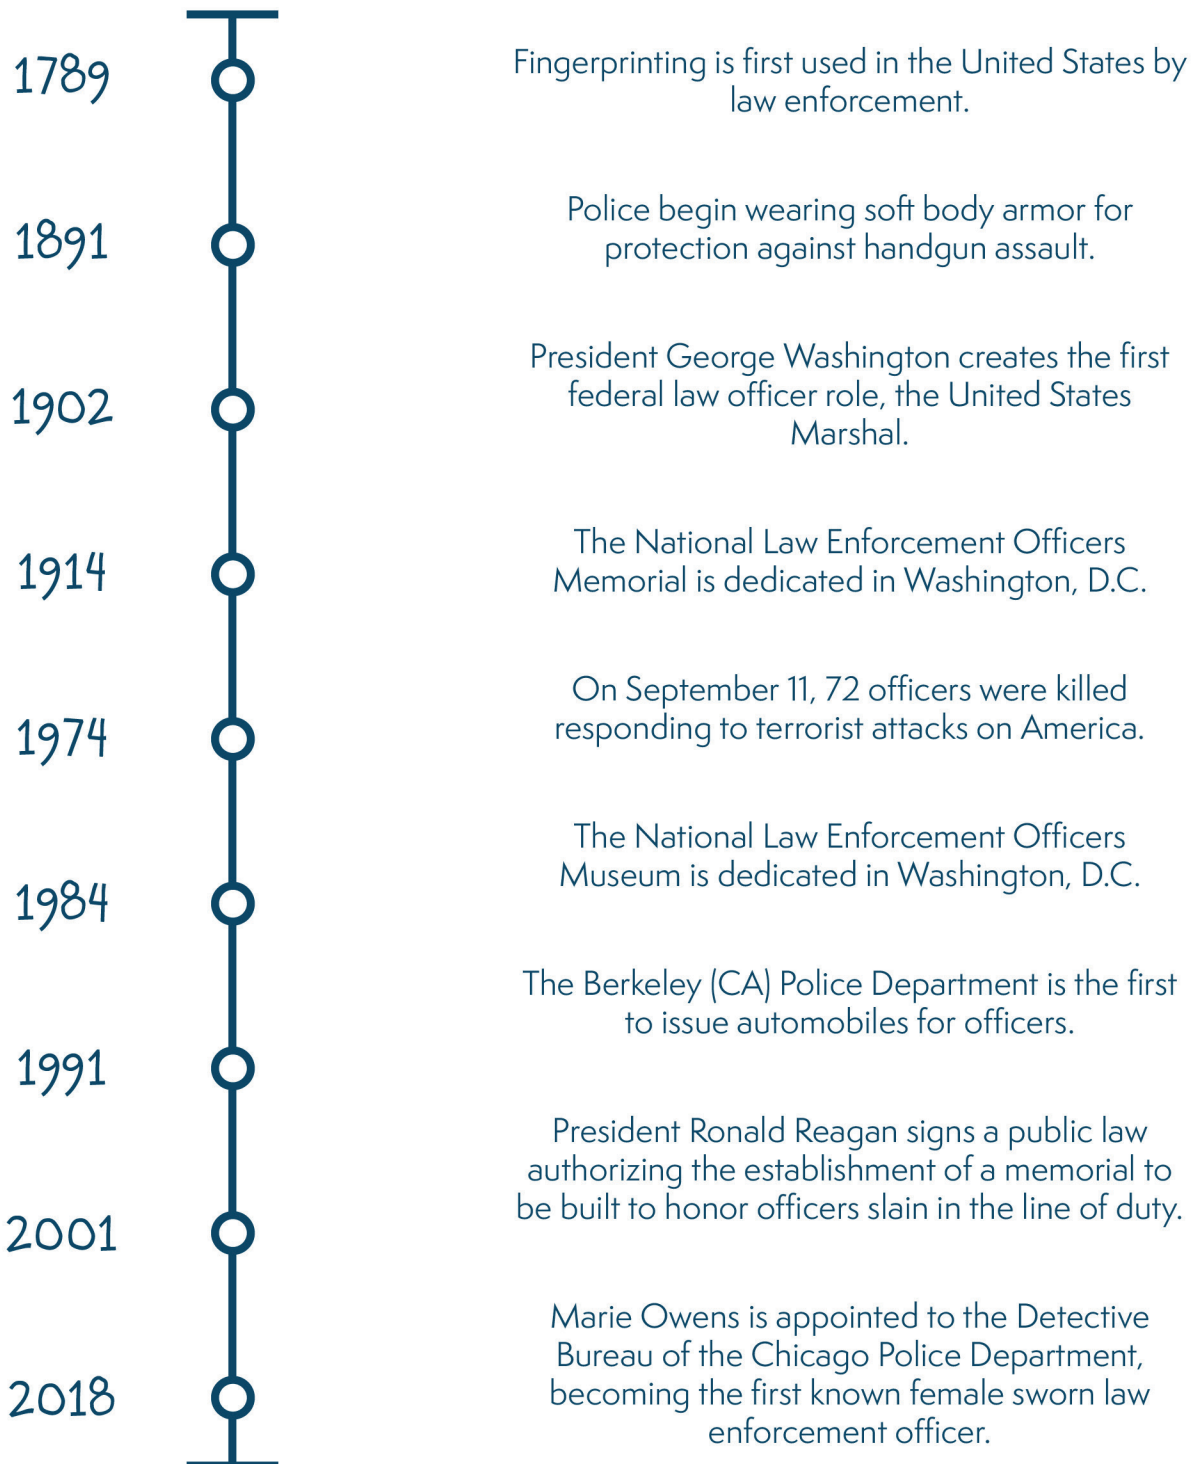 1789
Fingerprinting is first used in the United States by
law enforcement.
1891
Police begin wearing soft body armor for
protection against handgun assault.
1902
President George Washington creates the first
federal law officer role, the United States
Marshal.
1914
The National Law Enforcement Officers
Memorial is dedicated in Washington, D.C.
1974
On September 11, 72 officers were killed
responding to terrorist attacks on America.
1984
The National Law Enforcement Officers
Museum is dedicated in Washington, D.C.
1991
The Berkeley (CA) Police Department is the first
to issue automobiles for officers.
2001
President Ronald Reagan signs a public law
authorizing the establishment of a memorial to
be built to honor officers slain in the line of duty.
2018
Marie Owens is appointed to the Detective
Bureau of the Chicago Police Department,
becoming the first known female sworn law
enforcement officer.